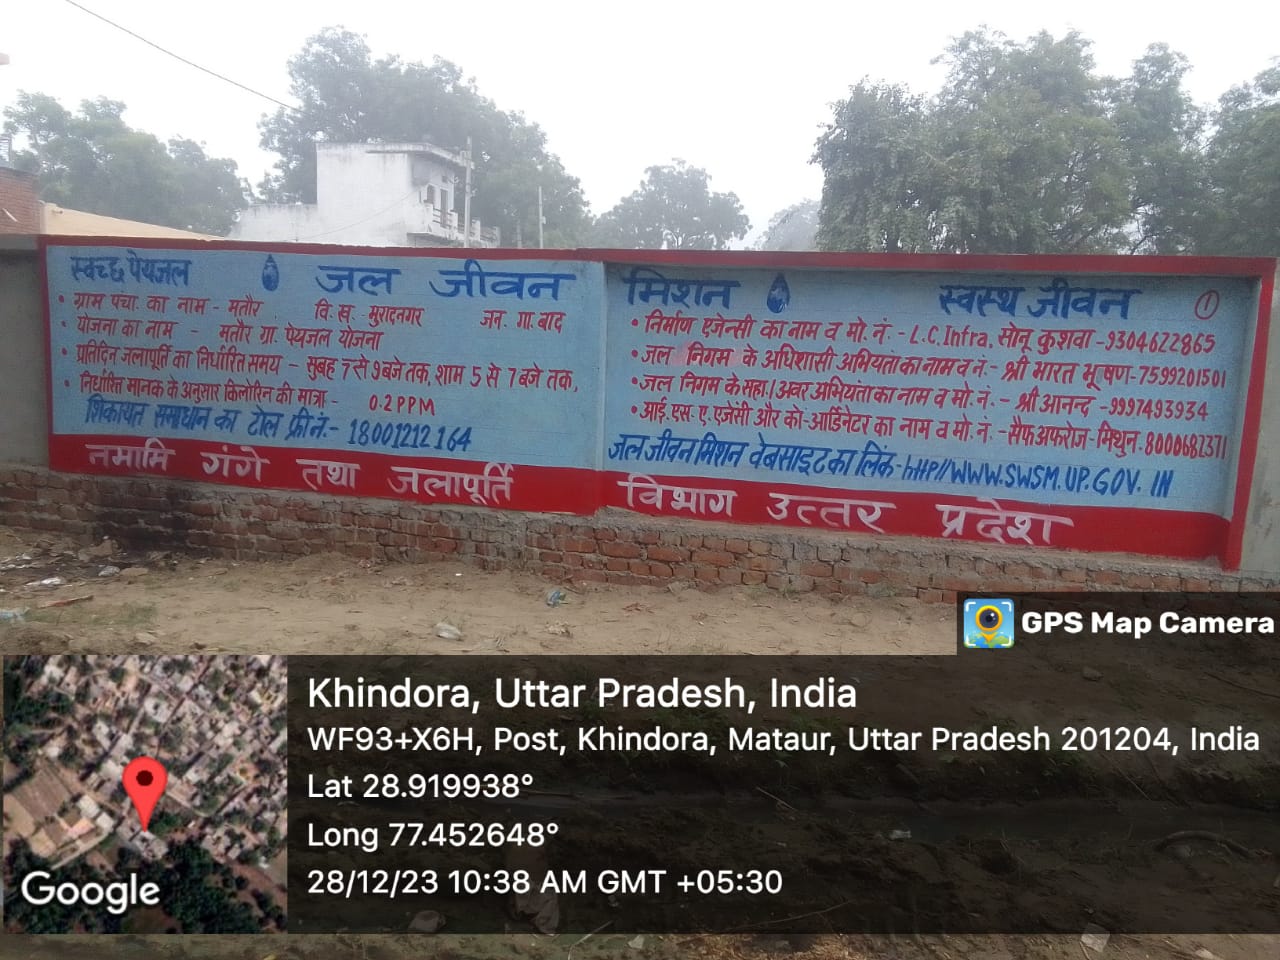 स्वच्छ पेयजल जल जीवन मिशन स्वस्थ जीवन 1
• ग्राम पंचा. का नाम - मतौर . वि. ख. - मुरादनगर जन. गा. बाद
• योजना का नाम - मतौर ग्रा. पेयजल योजना
• प्रतिदिन जलापूर्ति का निर्धारित समय - सुबह 7 से 9 बजे तक, शाम 5 से 7 बजे तक,
• निर्धारित मानक के अनुसार किलोरिन की मात्रा - 0.2 PPM
शिकायत समाधान का टोल फ्री नं.- 18001212164
• निर्माण एजेन्सी का नाम व मो. नं. - L.C. Infra, सोनू कुशवा -9304622865
• जल निगम के अधिशासी अभियंता का नाम व नं. - श्री भारत भूषण-7599201501
• जल निगम के सहा. / अवर अभियंता का नाम व मो. नं. - श्री आनन्द -9997493934
• आई. एस. ए. एजेंसी और को-आर्डिनेटर का नाम व मो. नं. - सैफ अफरोज-मिथुन. 8000682371
जल जीवन मिशन वेबसाइट का लिंक - http//WWW.SWSM.UP.GOV. IN
नमामि गंगे तथा जलापूर्ति विभाग उत्तर प्रदेश
GPS Map Camera
Khindora, Uttar Pradesh, India
WF93+X6H, Post, Khindora, Mataur, Uttar Pradesh 201204, India
Lat 28.919938°
Long 77.452648°
28/12/23 10:38 AM GMT +05:30
Google